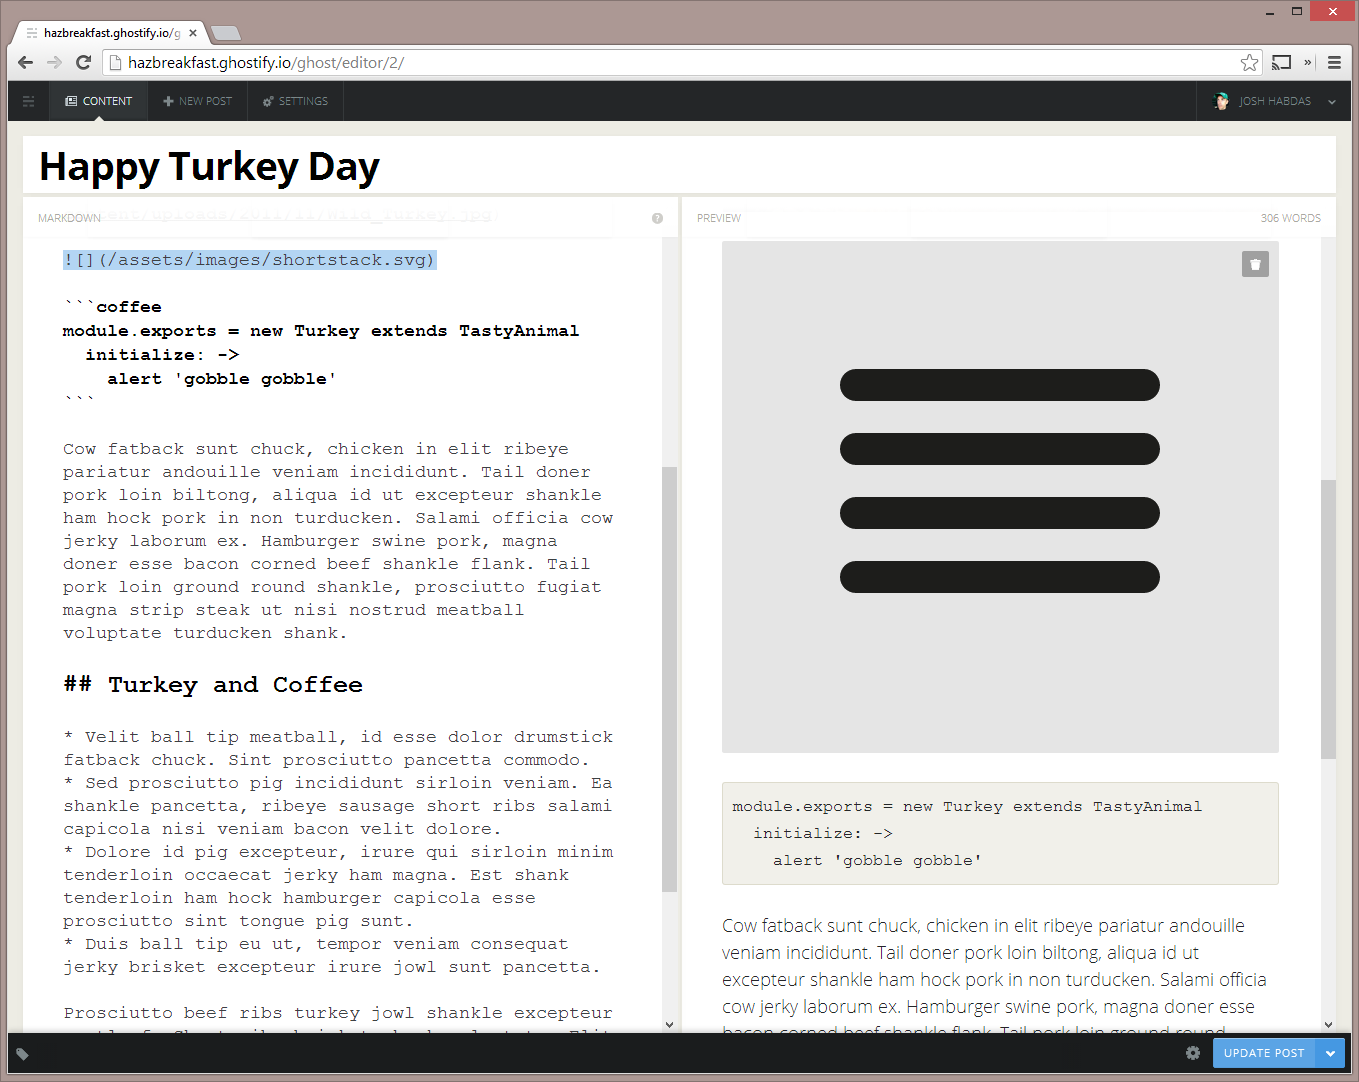 hazbreakfast.ghostify.io/g
hazbreakfast.ghostify.io/ghost/editor/2/
CONTENT
NEW POST
SETTINGS
JOSH HABDAS
Happy Turkey Day
MARKDOWN
PREVIEW
306 WORDS
![](/assets/images/shortstack.svg)
```coffee
module.exports = new Turkey extends TastyAnimal
initialize: ->
alert 'gobble gobble'
```
Cow fatback sunt chuck, chicken in elit ribeye
pariatur andouille veniam incididunt. Tail doner
pork loin biltong, aliqua id ut excepteur shankle
ham hock pork in non turducken. Salami officia cow
jerky laborum ex. Hamburger swine pork, magna
doner esse bacon corned beef shankle flank. Tail
pork loin ground round shankle, prosciutto fugiat
magna strip steak ut nisi nostrud meatball
voluptate turducken shank.
## Turkey and Coffee
* Velit ball tip meatball, id esse dolor drumstick
fatback chuck. Sint prosciutto pancetta commodo.
* Sed prosciutto pig incididunt sirloin veniam. Ea
shankle pancetta, ribeye sausage short ribs salami
capicola nisi veniam bacon velit dolore.
* Dolore id pig excepteur, irure qui sirloin minim
tenderloin occaecat jerky ham magna. Est shank
tenderloin ham hock hamburger capicola esse
prosciutto sint tongue pig sunt.
* Duis ball tip eu ut, tempor veniam consequat
jerky brisket excepteur irure jowl sunt pancetta.
Prosciutto beef ribs turkey jowl shankle excepteur
module.exports = new Turkey extends TastyAnimal
initialize: ->
alert 'gobble gobble'
Cow fatback sunt chuck, chicken in elit ribeye pariatur andouille
veniam incididunt. Tail doner pork loin biltong, aliqua id ut
excepteur shankle ham hock pork in non turducken. Salami officia
cow jerky laborum ex. Hamburger swine pork, magna doner esse
bacon corned beef shankle flank. Tail pork loin ground round
UPDATE POST